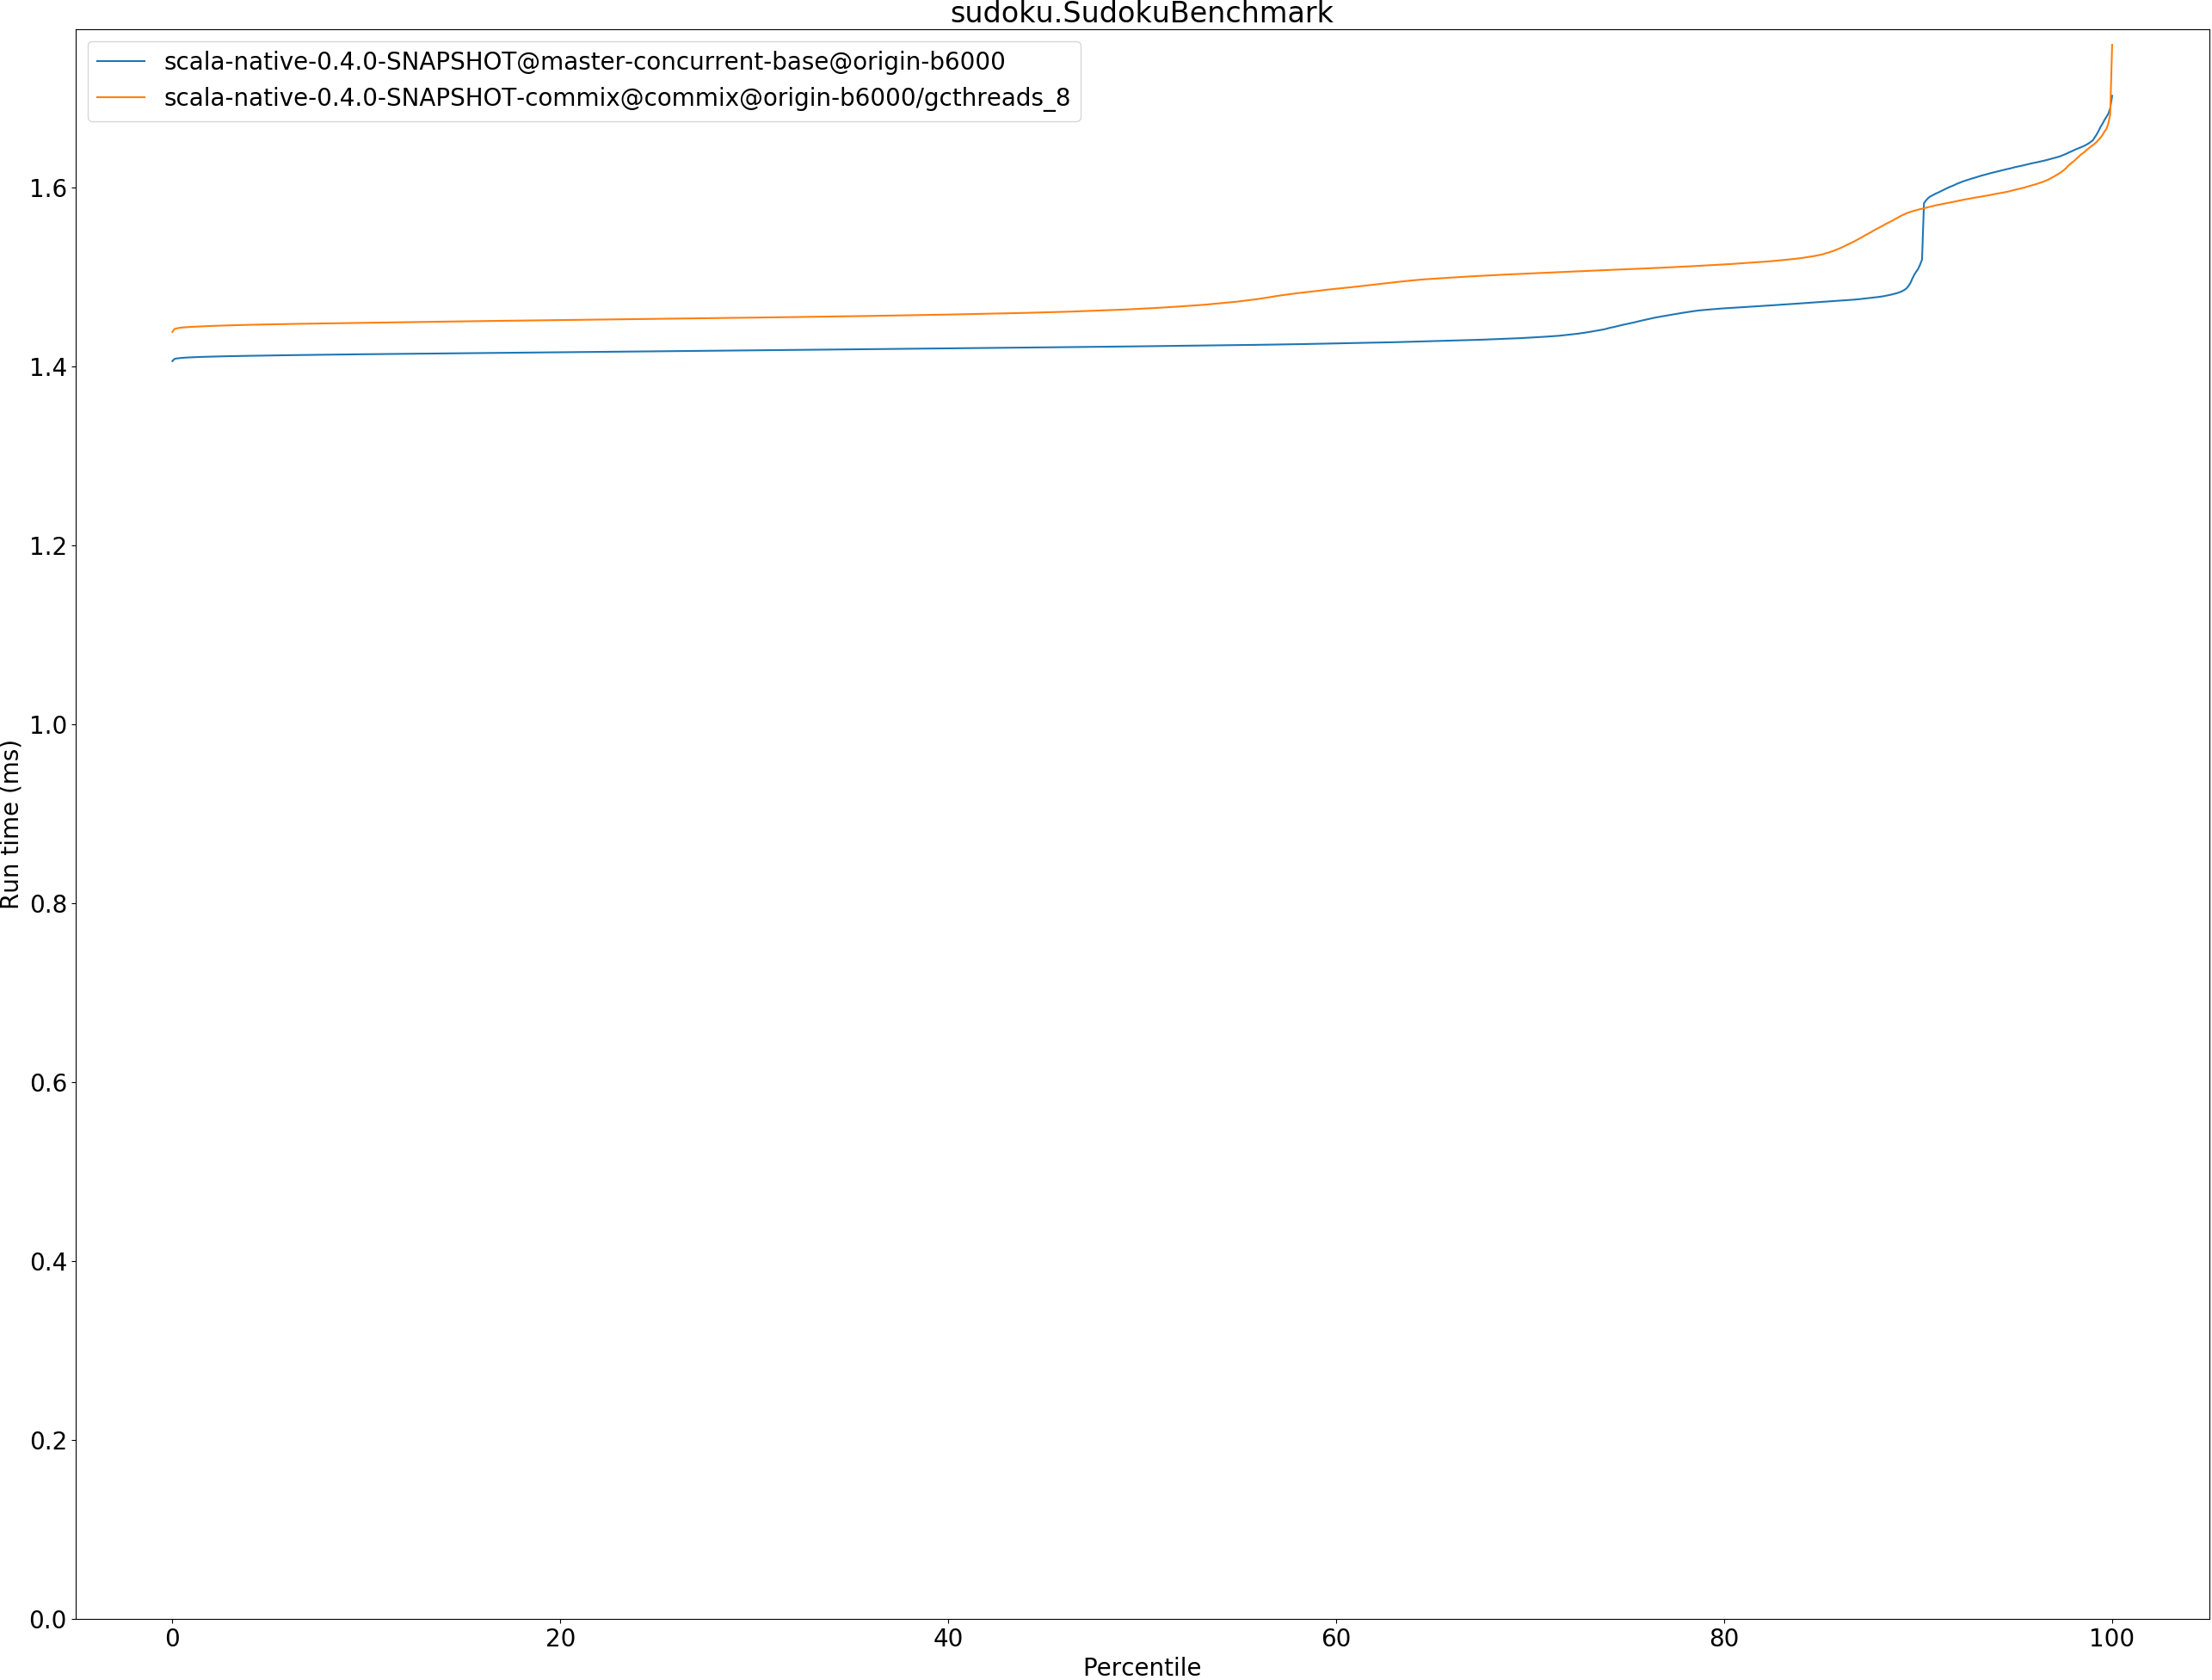 sudoku.SudokuBenchmark
scala-native-0.4.0-SNAPSHOT@master-concurrent-base@origin-b6000
scala-native-0.4.0-SNAPSHOT-commix@commix@origin-b6000/gcthreads_8
Run time (ms)
1.6
1.4
1.2
1.0
0.8
0.6
0.4
0.2
0.0
0 20 40 60 80 100
Percentile